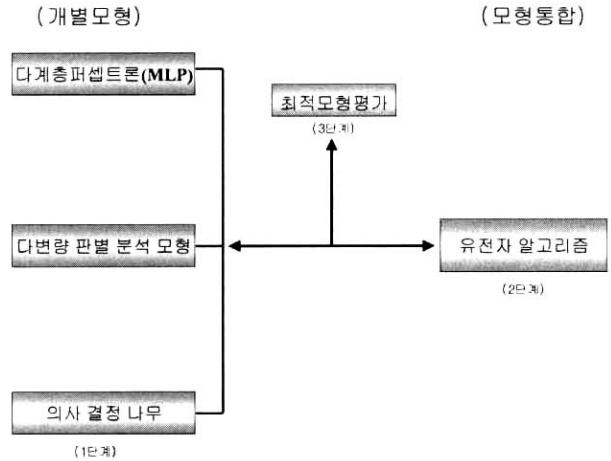 (개별모형)
(모형통합)
다계층퍼셉트론(MLP)
최적모형평가
(3단계)
다변량 판별 분석 모형
유전자 알고리즘
(2단계)
의사 결정 나무
(1단계)